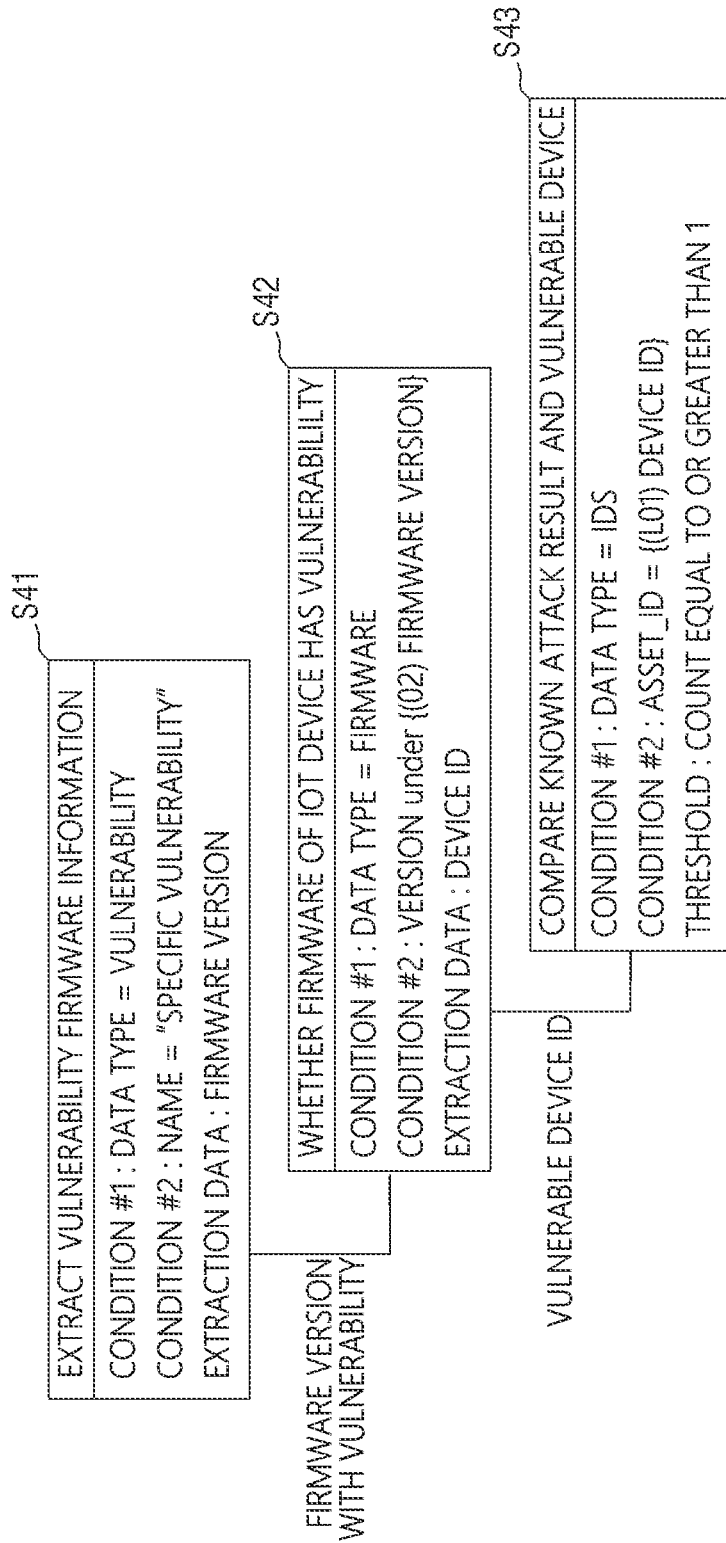 S41
EXTRACT VULNERABILITY FIRMWARE INFORMATION
CONDITION #1 : DATA TYPE = VULNERABILITY
CONDITION #2 : NAME = "SPECIFIC VULNERABILITY"
EXTRACTION DATA : FIRMWARE VERSION
FIRMWARE VERSION
WITH VULNERABILITY
S42
WHETHER FIRMWARE OF IOT DEVICE HAS VULNERABILILTY
CONDITION #1 : DATA TYPE = FIRMWARE
CONDITION #2 : VERSION under {(02) FIRMWARE VERSION}
EXTRACTION DATA : DEVICE ID
VULNERABLE DEVICE ID
S43
COMPARE KNOWN ATTACK RESULT AND VULNERABLE DEVICE
CONDITION #1 : DATA TYPE = IDS
CONDITION #2 : ASSET_ID = {(L01) DEVICE ID}
THRESHOLD : COUNT EQUAL TO OR GREATER THAN 1